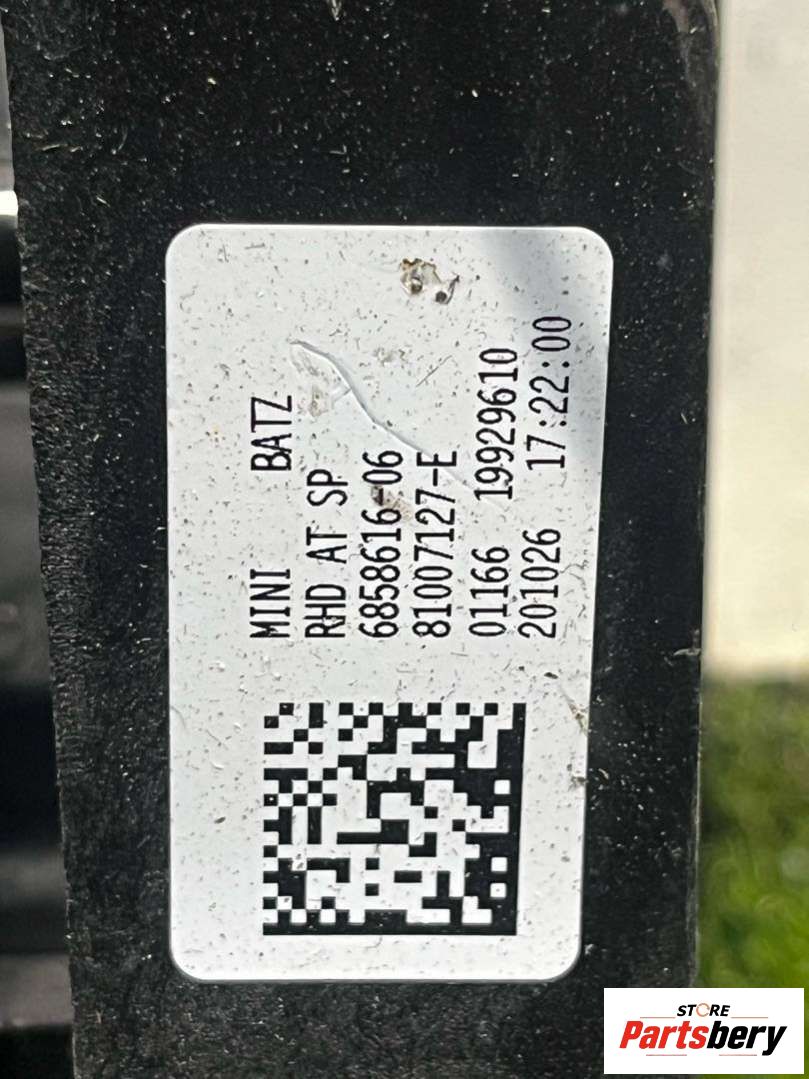 MINI BATZ
RHD AT SP
6858616-06
81007127-E
01166 19929610
201026 17:22:00
STORE
Partsbery